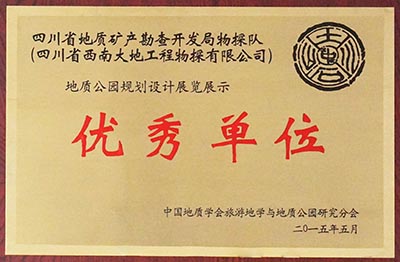 四川省地质矿产勘查开发局物探队
(四川省西南大地工程物探有限公司)
地质公园规划设计展览展示
优秀单位
中国地质学会旅游地学与地质公园研究分会
二〇一五年五月